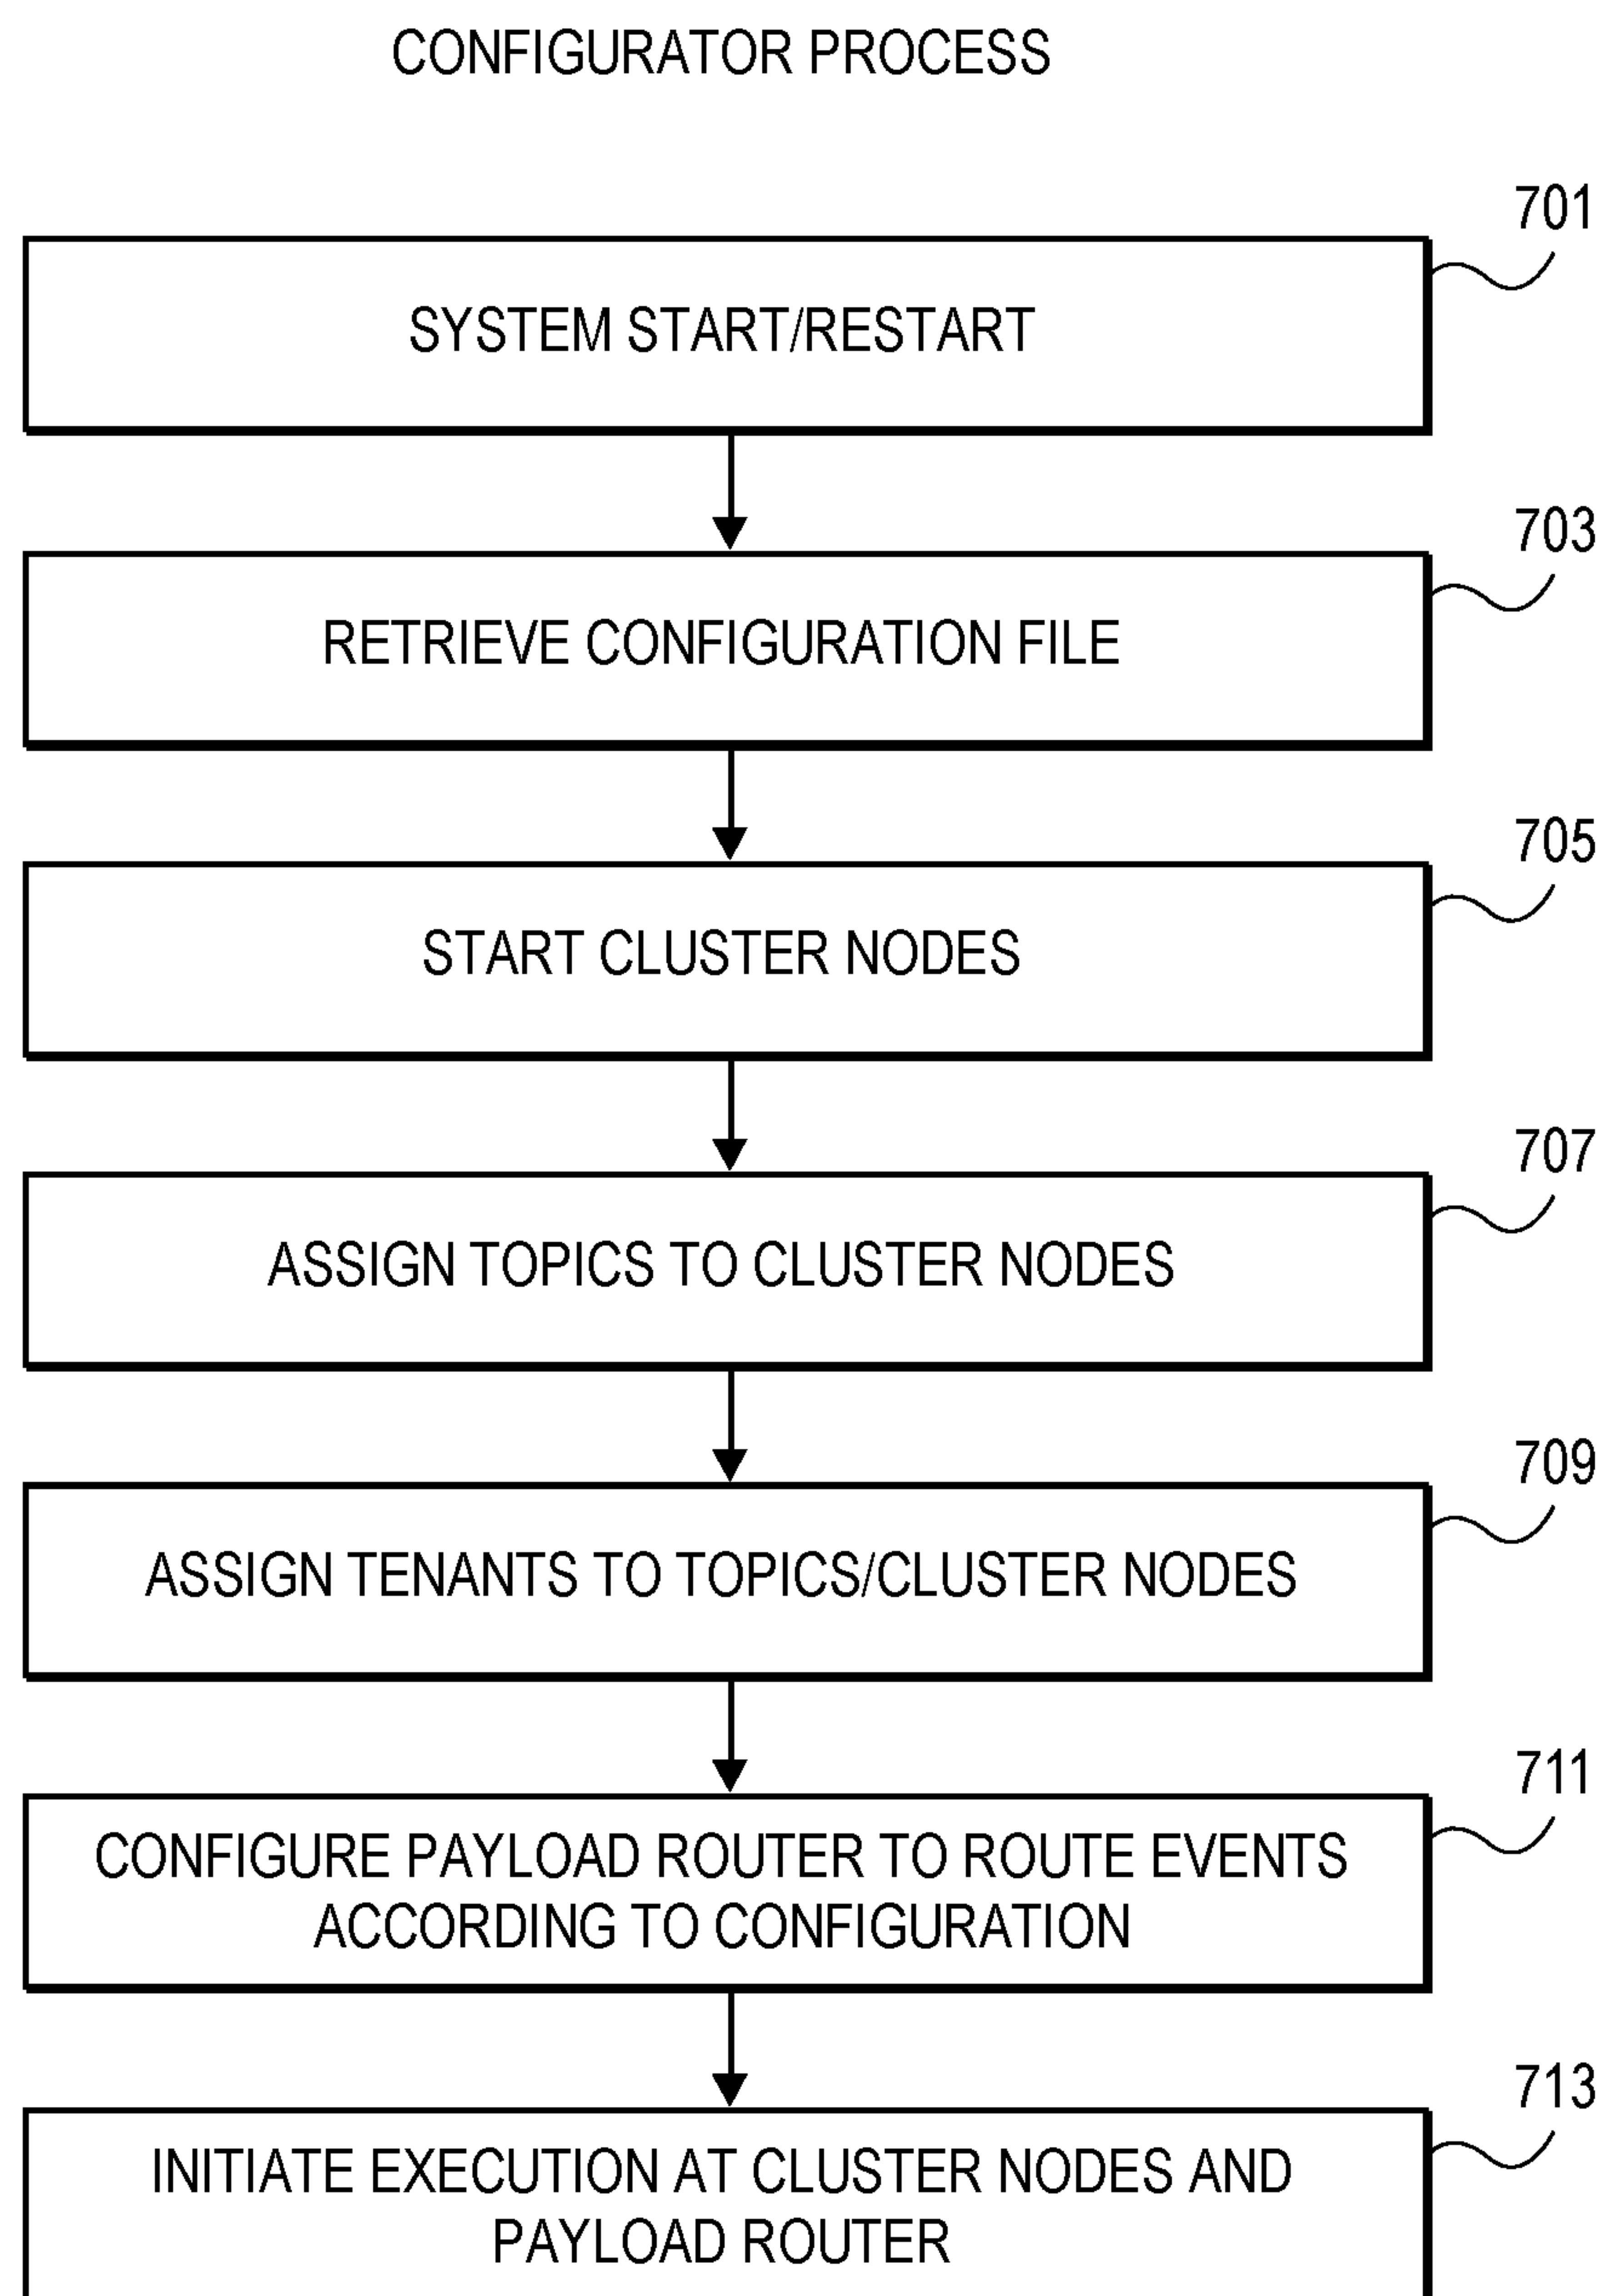 CONFIGURATOR PROCESS
701
SYSTEM START/RESTART
703
RETRIEVE CONFIGURATION FILE
705
START CLUSTER NODES
707
ASSIGN TOPICS TO CLUSTER NODES
709
ASSIGN TENANTS TO TOPICS/CLUSTER NODES
711
CONFIGURE PAYLOAD ROUTER TO ROUTE EVENTS
ACCORDING TO CONFIGURATION
713
INITIATE EXECUTION AT CLUSTER NODES AND
PAYLOAD ROUTER